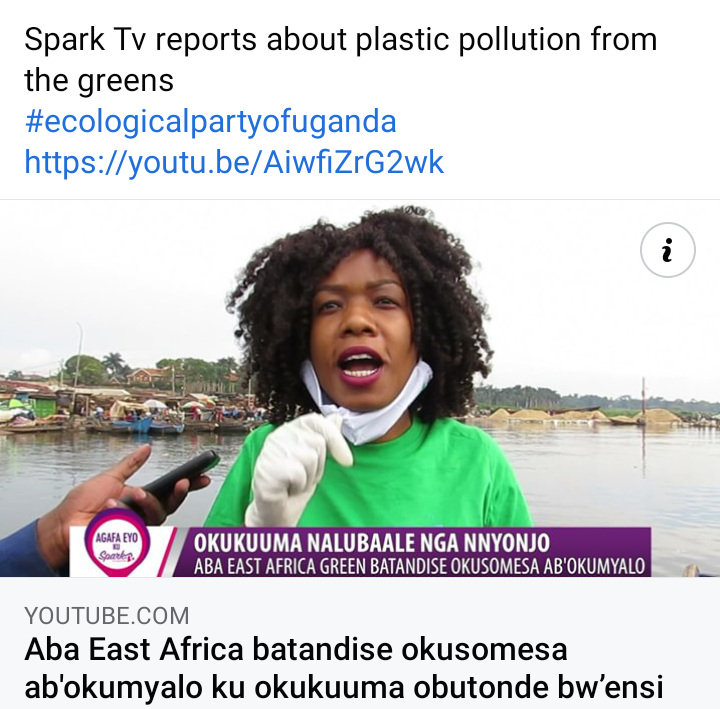 Spark Tv reports about plastic pollution from
the greens
#ecologicalpartyofuganda
https://youtu.be/AiwfiZrG2wk
i
AGAFA EYO
KU
Spark
OKUKUUMA NALUBAALE NGA NNYONJO
ABA EAST AFRICA GREEN BATANDISE OKUSOMESA AB'OKUMYALO
YOUTUBE.COM
Aba East Africa batandise okusomesa
ab'okumyalo ku okukuuma obutonde bw’ensi